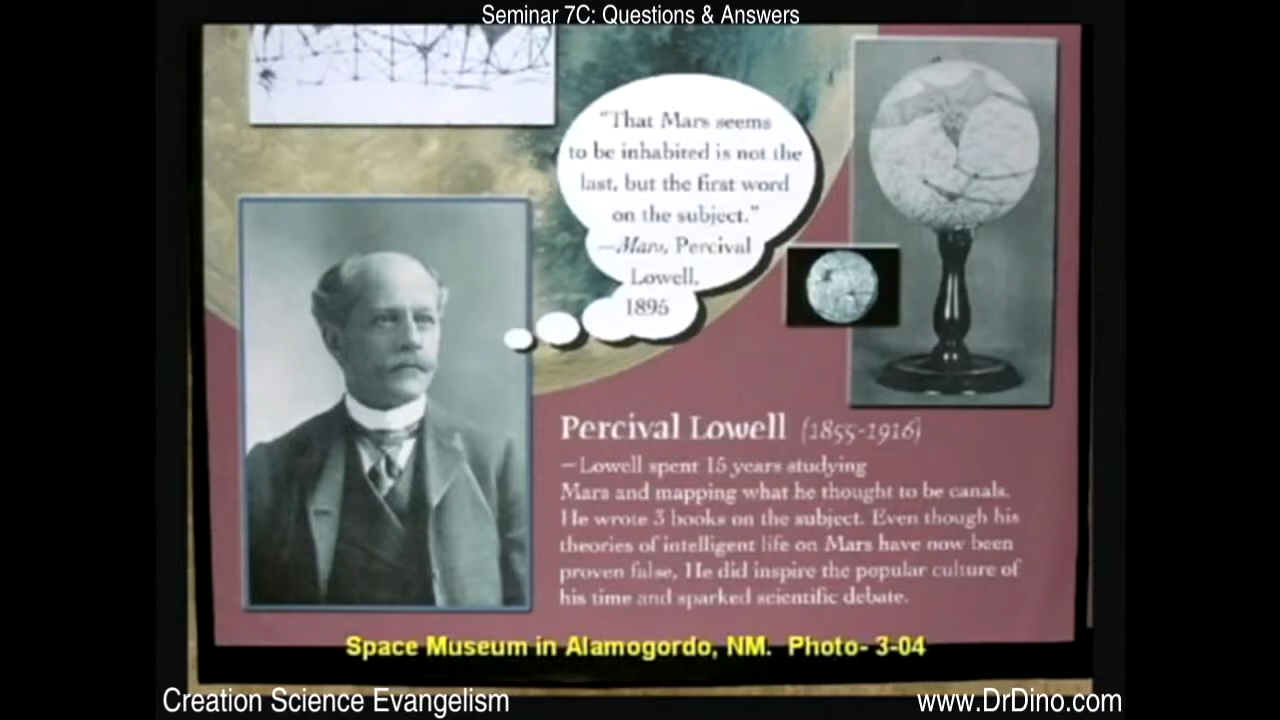 Seminar 7C: Questions & Answers
"That Mars seems
to be inhabited is not the
last, but the first word
on the subject."
—Mars, Percival
Lowell,
1895
Percival Lowell (1855-1916)
—Lowell spent 15 years studying
Mars and mapping what he thought to be canals.
He wrote 3 books on the subject. Even though his
theories of intelligent life on Mars have now been
proven false, He did inspire the popular culture of
his time and sparked scientific debate.
Space Museum in Alamogordo, NM. Photo- 3-04
Creation Science Evangelism
www.DrDino.com